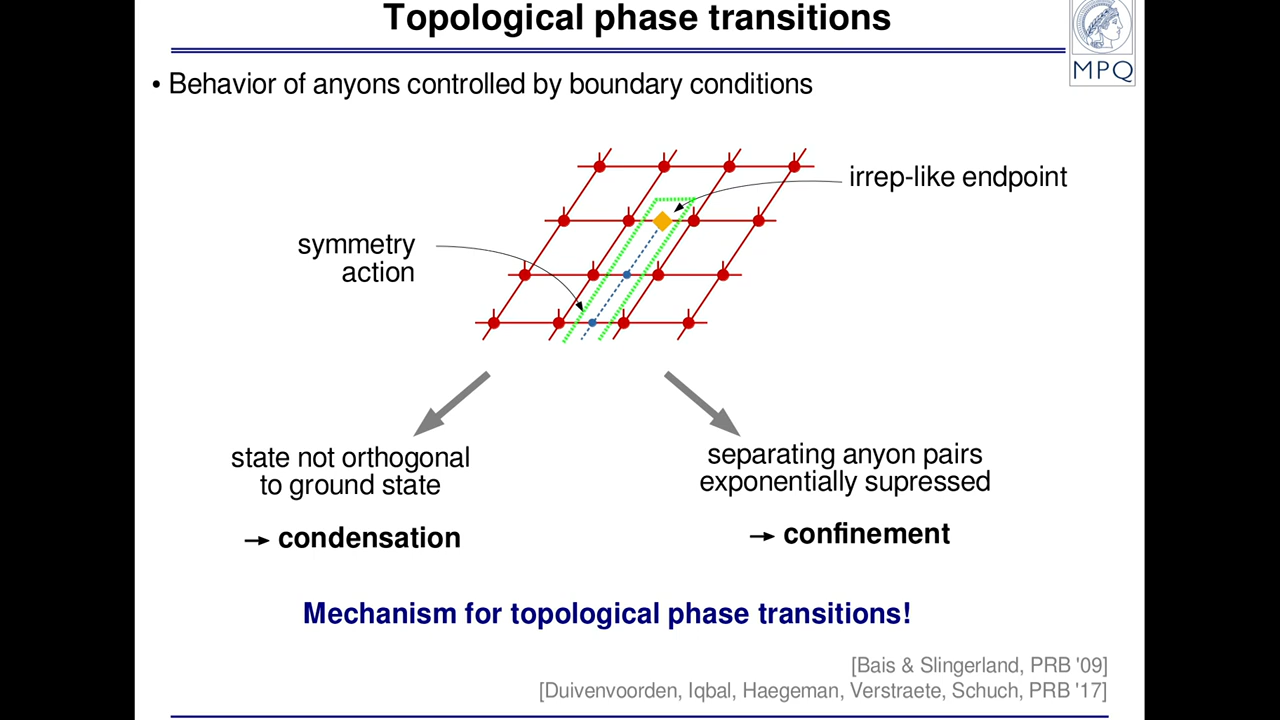 Topological phase transitions
MPQ
• Behavior of anyons controlled by boundary conditions
irrep-like endpoint
symmetry
action
state not orthogonal
to ground state
→ condensation
separating anyon pairs
exponentially supressed
→ confinement
Mechanism for topological phase transitions!
[Bais & Slingerland, PRB '09]
[Duivenvoorden, Iqbal, Haegeman, Verstraete, Schuch, PRB '17]